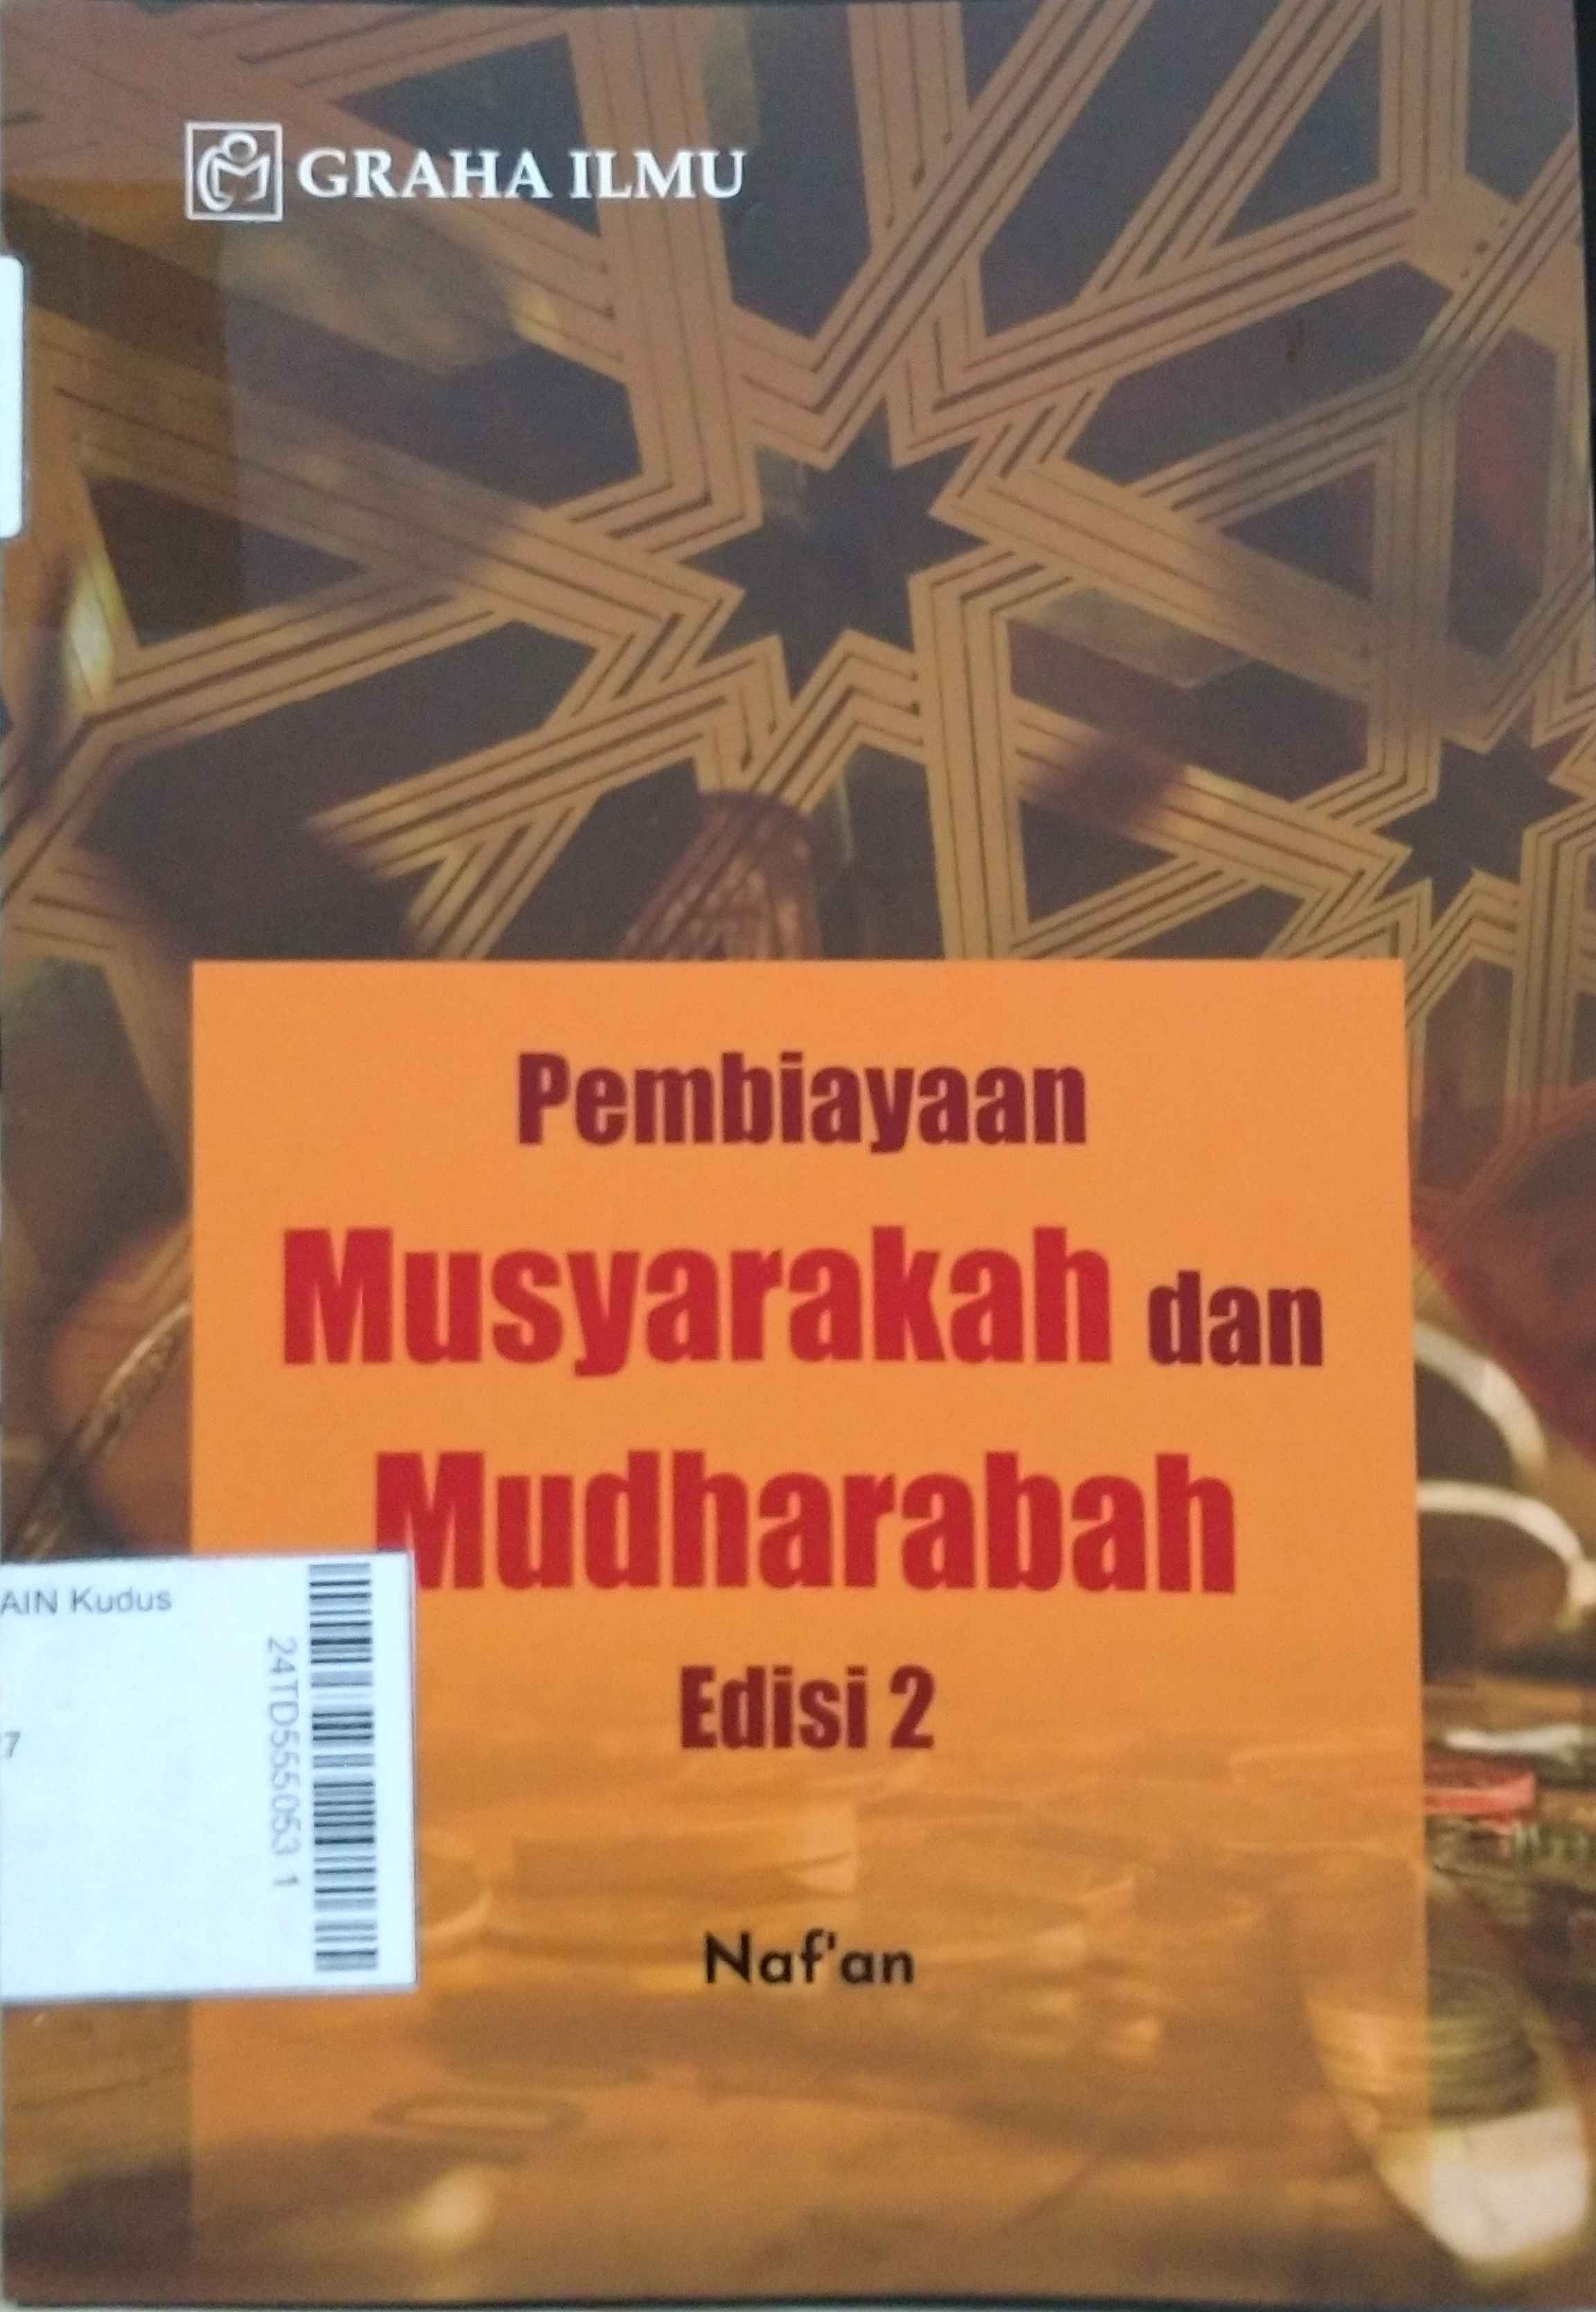 GRAHA ILMU
Pembiayaan
Musyarakah dan
Mudharabah
Edisi 2
AIN Kudus
24TD555053 1
7
Naf'an